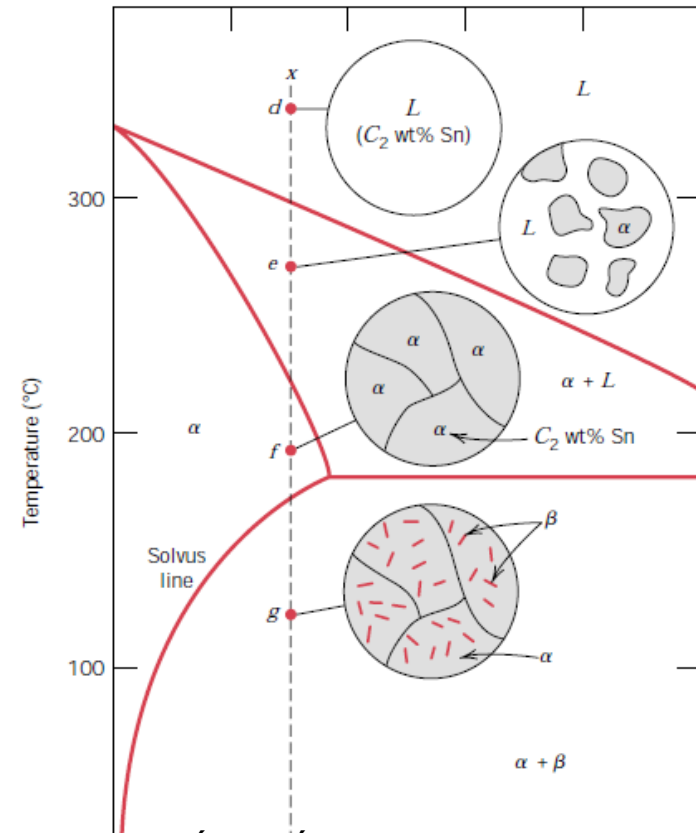 x
d
L
(C₂ wt% Sn)
L
300
L
α
e
α
α
α
α + L
Temperature (°C)
α
200
f
α
C₂ wt% Sn
Solvus
line
β
g
α
100
α + β